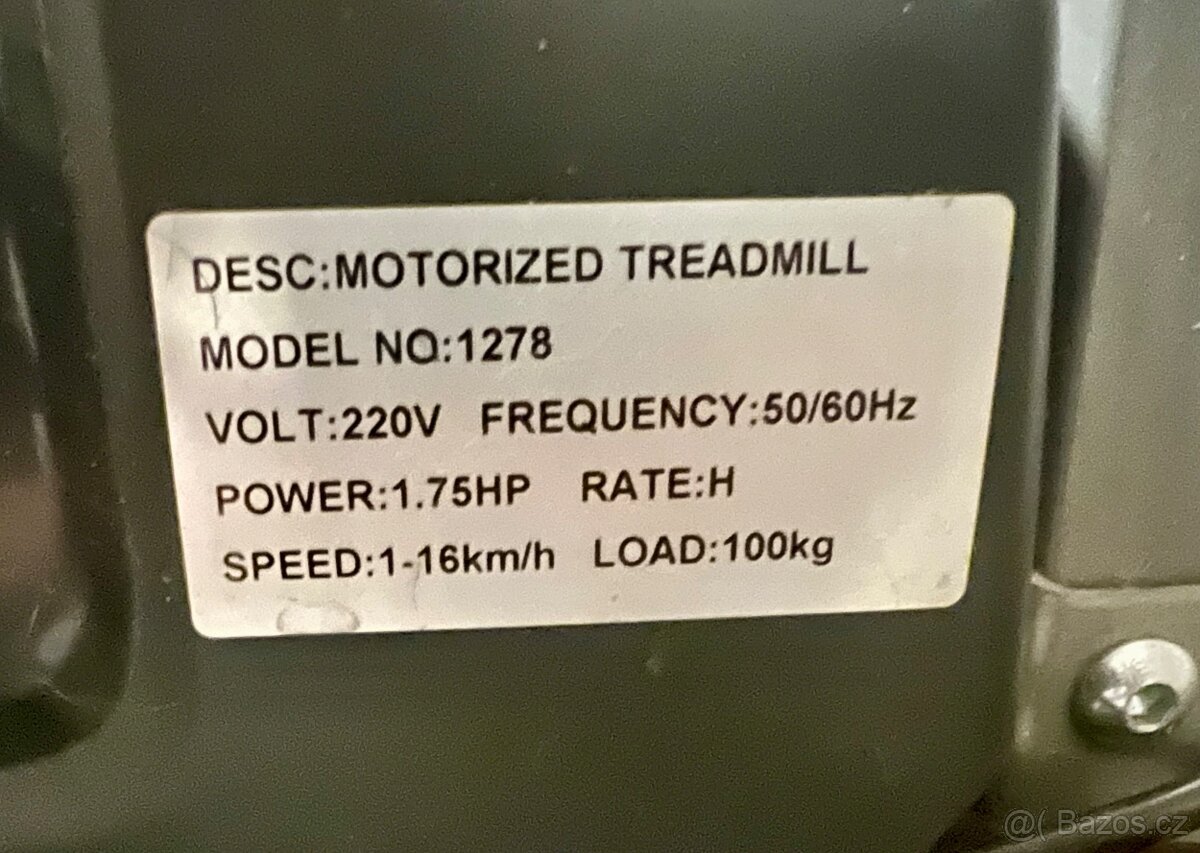 DESC:MOTORIZED TREADMILL
MODEL NO:1278
VOLT:220V FREQUENCY:50/60Hz
POWER:1.75HP RATE:H
SPEED:1-16km/h LOAD:100kg
@( Bazos.cz